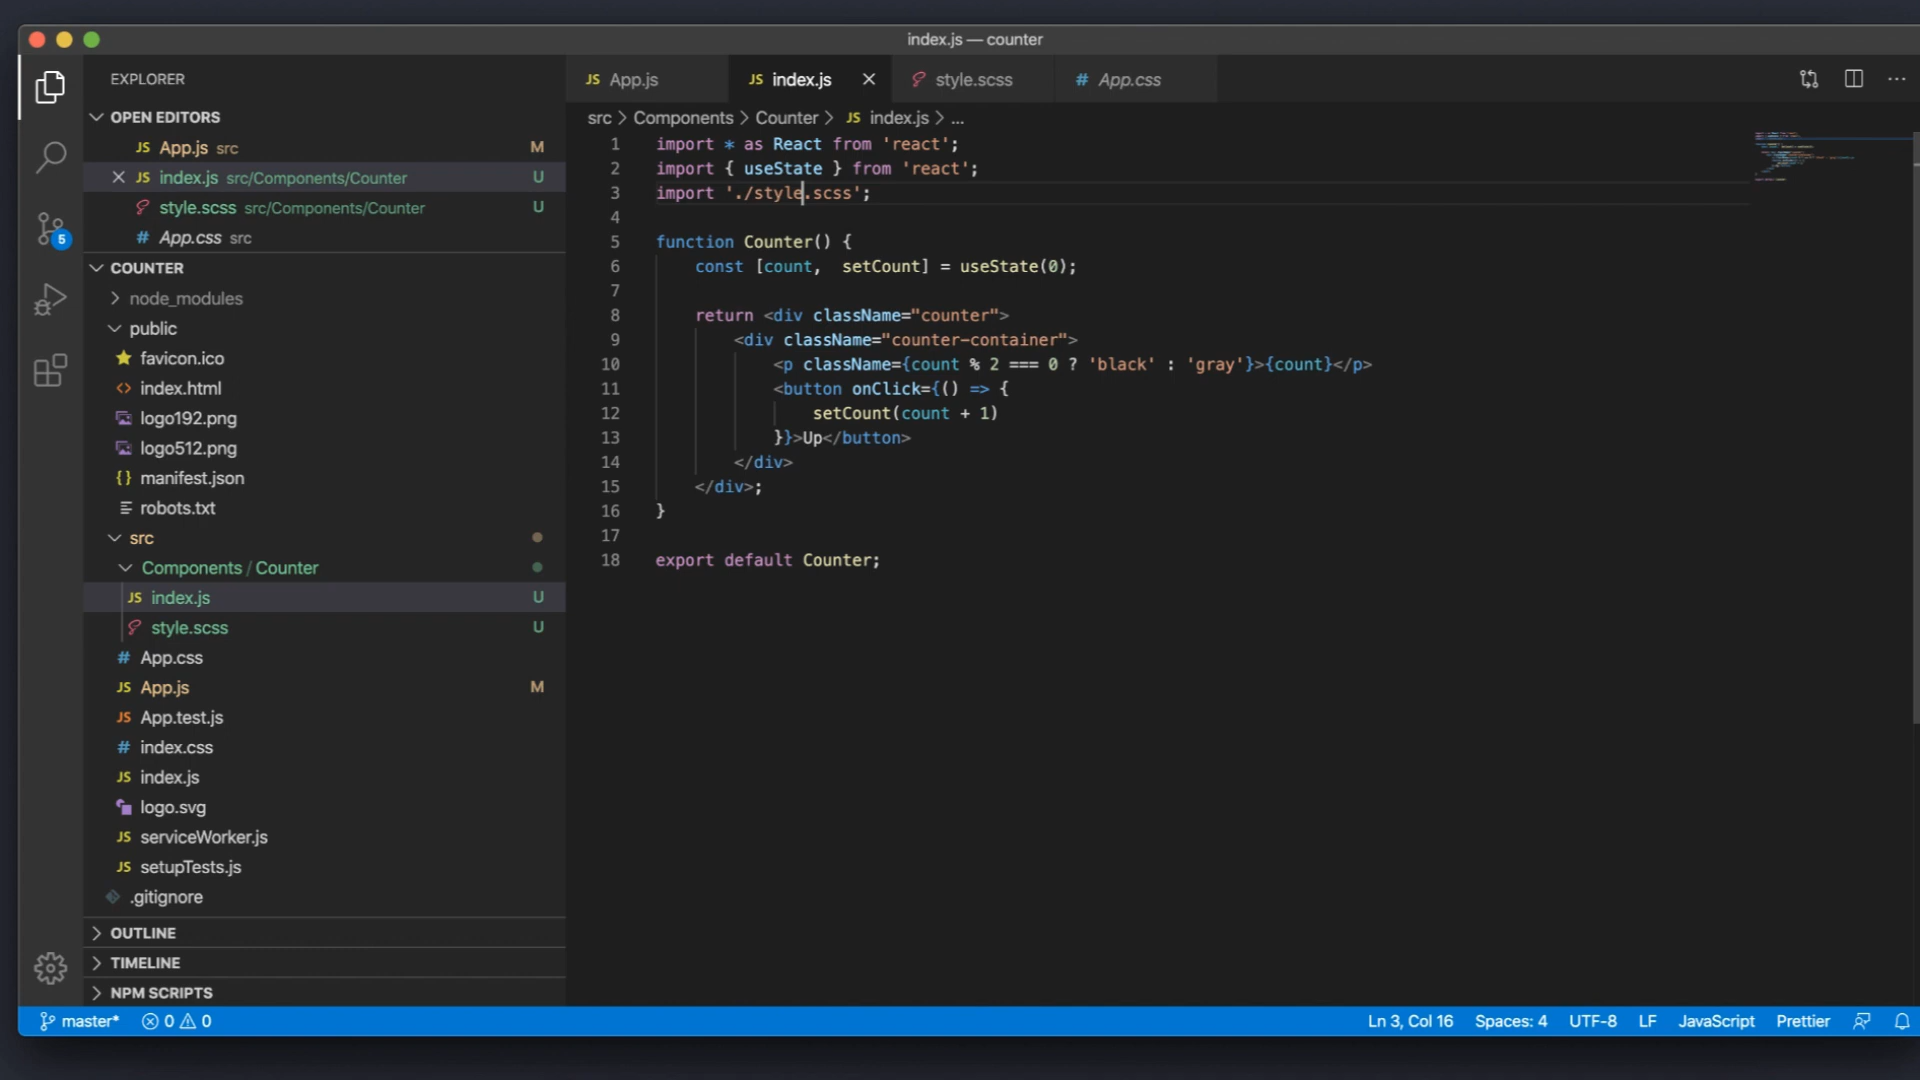 index.js — counter
EXPLORER
OPEN EDITORS
JS App.js src M
JS index.js src/Components/Counter U
style.scss src/Components/Counter U
# App.css src
5
COUNTER
node_modules
public
favicon.ico
<> index.html
logo192.png
logo512.png
{} manifest.json
robots.txt
src
Components / Counter
JS index.js U
style.scss U
# App.css
JS App.js M
JS App.test.js
# index.css
JS index.js
logo.svg
JS serviceWorker.js
JS setupTests.js
.gitignore
OUTLINE
TIMELINE
NPM SCRIPTS
JS App.js
JS index.js
style.scss
# App.css
src > Components > Counter > JS index.js > ...
1 import * as React from 'react';
2 import { useState } from 'react';
3 import './style.scss';
4
5 function Counter() {
6 const [count, setCount] = useState(0);
7
8 return <div className="counter">
9 <div className="counter-container">
10 <p className={count % 2 === 0 ? 'black' : 'gray'}>{count}</p>
11 <button onClick={() => {
12 setCount(count + 1)
13 }}>Up</button>
14 </div>
15 </div>;
16 }
17
18 export default Counter;
master* 0 0
Ln 3, Col 16 Spaces: 4 UTF-8 LF JavaScript Prettier